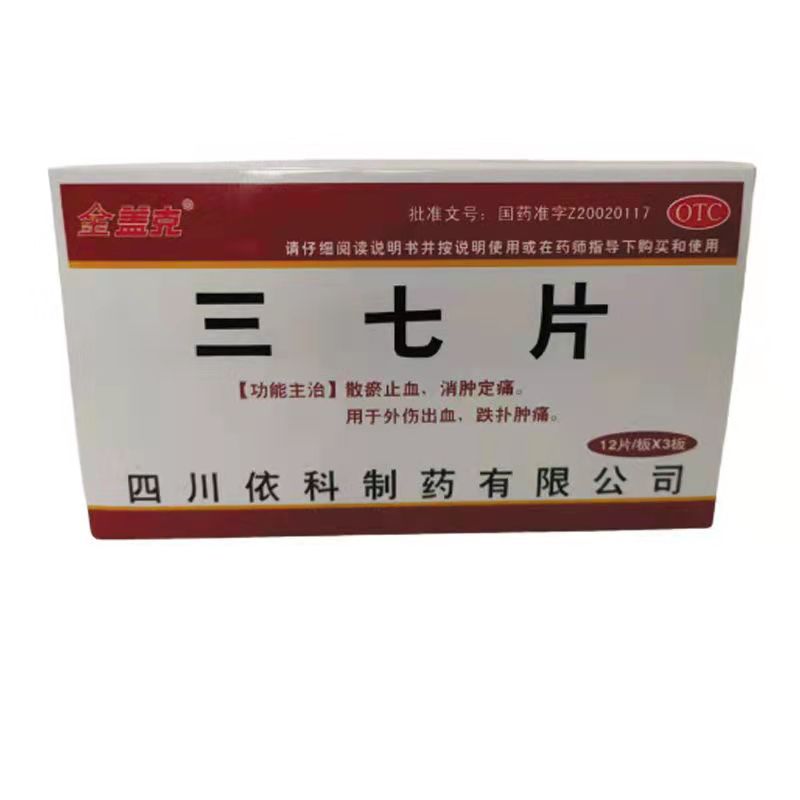 金盖克®
批准文号：国药准字Z20020117 OTC
请仔细阅读说明书并按说明使用或在药师指导下购买和使用
三七片
【功能主治】散瘀止血、消肿定痛。
用于外伤出血、跌扑肿痛。
12片/板X3板
四川依科制药有限公司